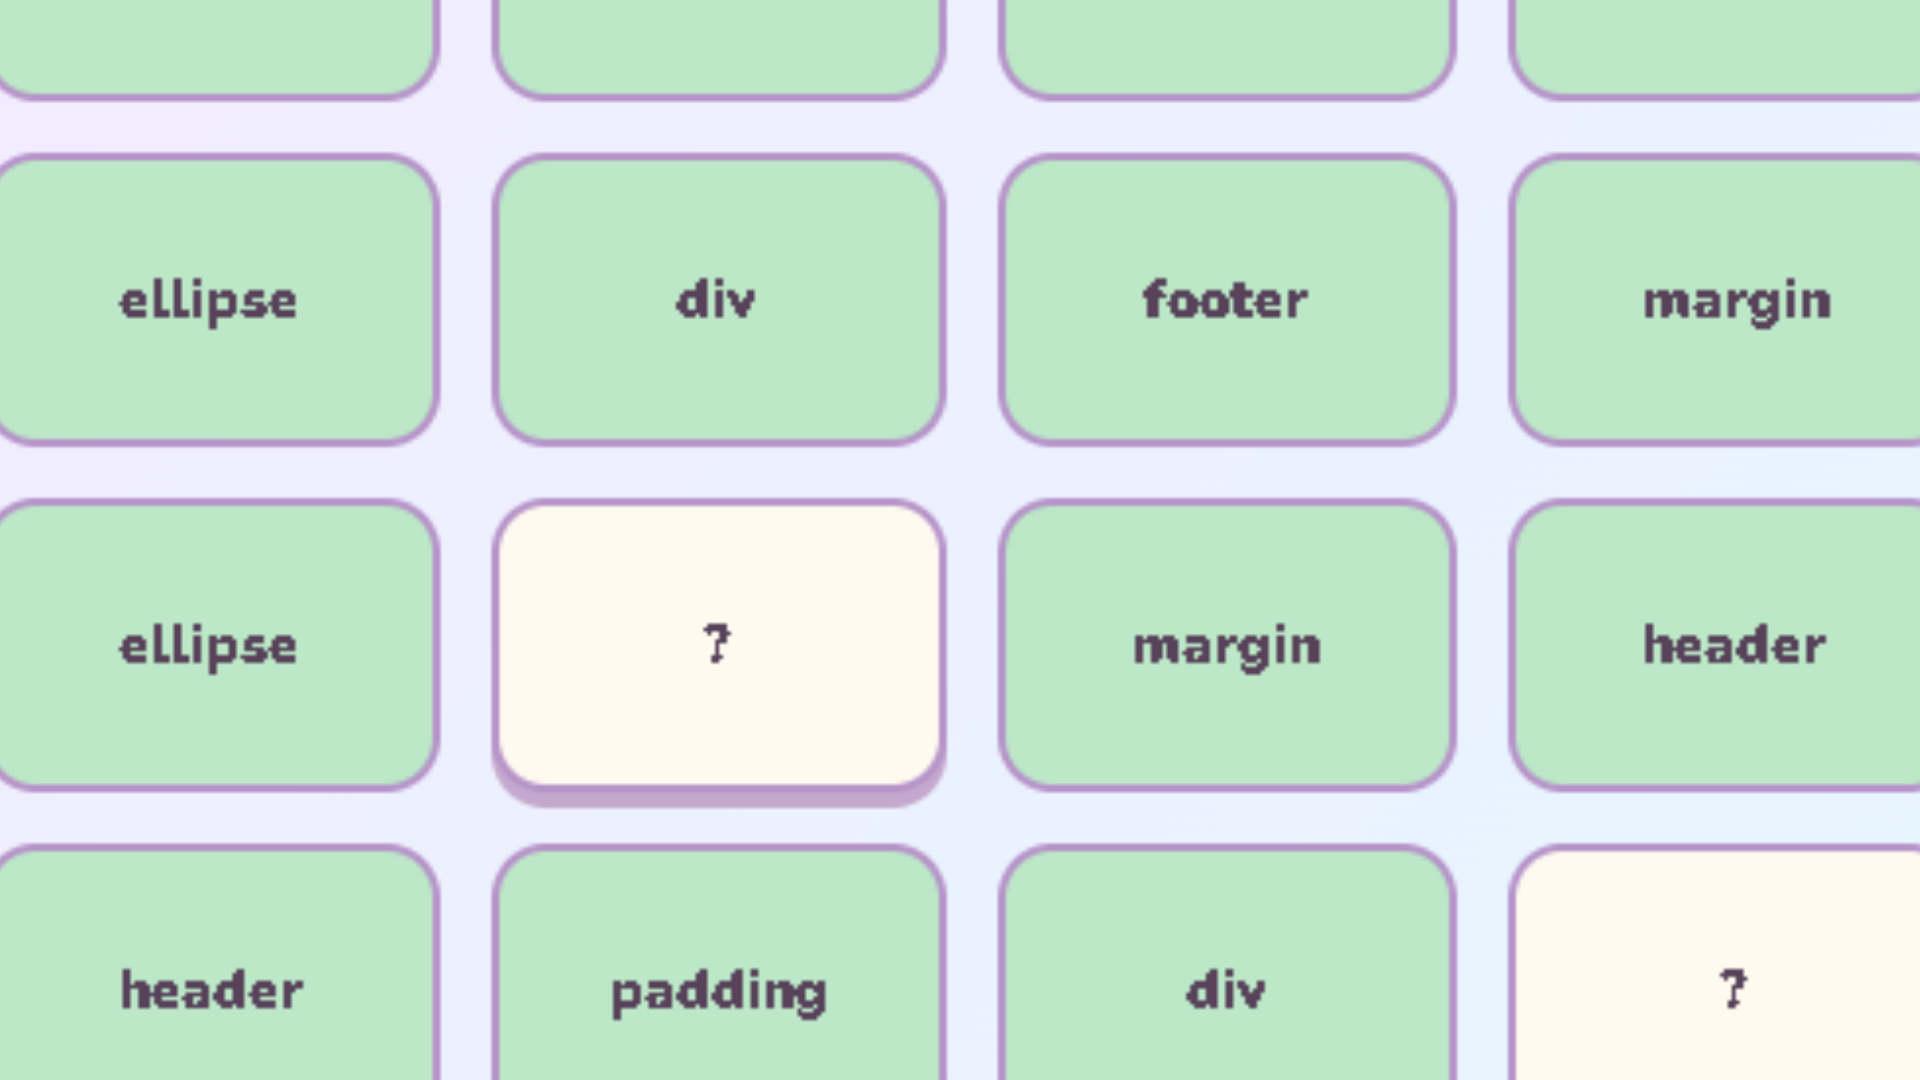 ellipse div footer margin
ellipse ? margin header
header padding div ?